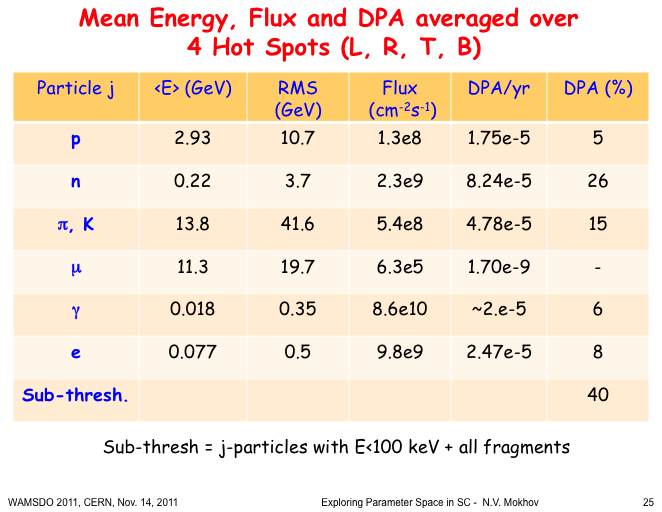 Mean Energy, Flux and DPA averaged over
4 Hot Spots (L, R, T, B)
Particle j <E> (GeV) RMS (GeV) Flux (cm-2s-1) DPA/yr DPA (%)
p 2.93 10.7 1.3e8 1.75e-5 5
n 0.22 3.7 2.3e9 8.24e-5 26
π, K 13.8 41.6 5.4e8 4.78e-5 15
μ 11.3 19.7 6.3e5 1.70e-9 -
γ 0.018 0.35 8.6e10 ~2.e-5 6
e 0.077 0.5 9.8e9 2.47e-5 8
Sub-thresh. 40
Sub-thresh = j-particles with E<100 keV + all fragments
WAMSDO 2011, CERN, Nov. 14, 2011 Exploring Parameter Space in SC - N.V. Mokhov 25